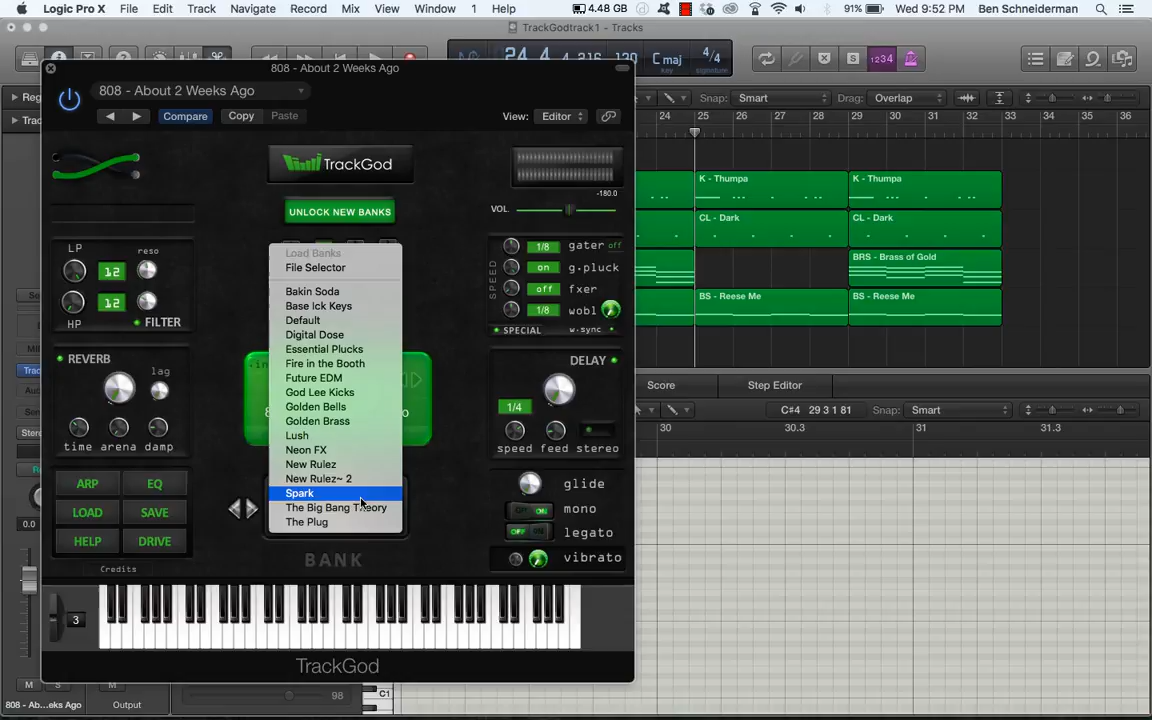 Logic Pro X File Edit Track Navigate Record Mix View Window 1 Help 4.48 GB 91% Wed 9:52 PM Ben Schneiderman
TrackGodtrack1 - Tracks
C maj 4/4
Key Signature
1234
808 - About 2 Weeks Ago
808 - About 2 Weeks Ago
Compare Copy Paste View: Editor
Snap: Smart Drag: Overlap
24 25 26 27 28 29 30 31 32 33 34 35 36
TrackGod
-180.0
UNLOCK NEW BANKS
VOL.
K - Thumpa K - Thumpa
CL - Dark CL - Dark
BRS - Brass of Gold
BS - Reese Me BS - Reese Me
LP reso
12
HP 12
FILTER
SPEED
1/8 gater off
on g.pluck
off fxer
1/8 wobl
SPECIAL w.sync
Load Banks
File Selector
Bakin Soda
Base Ick Keys
Default
Digital Dose
Essential Plucks
Fire in the Booth
Future EDM
God Lee Kicks
Golden Bells
Golden Brass
Lush
Neon FX
New Rulez
New Rulez~ 2
Spark
The Big Bang Theory
The Plug
REVERB
lag
time arena damp
DELAY
1/4
speed feed stereo
Score Step Editor
C#4 29 3 1 81 Snap: Smart
30 30.3 31 31.3
ARP EQ
LOAD SAVE
HELP DRIVE
Credits
BANK
glide
mono OFF ON
legato OFF ON
vibrato
0.0
3
TrackGod
M S M
98
C1
808 - Ab...eks Ago Output